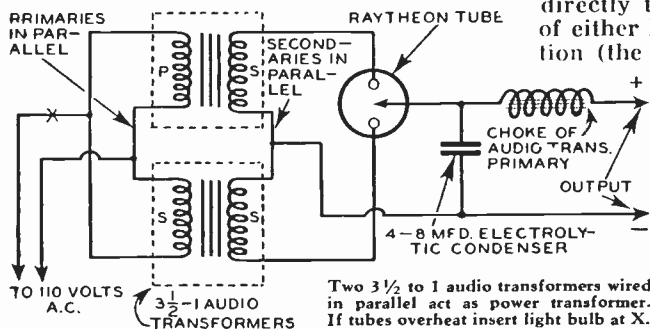 PRIMARIES
IN PAR-
ALLEL
P
S
SECOND-
ARIES IN
PARAL-
LEL
RAYTHEON TUBE
directly t
of either
tion (the
+
CHOKE OF
AUDIO TRANS.
PRIMARY
OUTPUT
−
X
S
S
4-8 MFD. ELECTROLY-
TIC CONDENSER
TO 110 VOLTS
A.C.
3½-1 AUDIO
TRANSFORMERS
Two 3½ to 1 audio transformers wired
in parallel act as power transformer.
If tubes overheat insert light bulb at X.